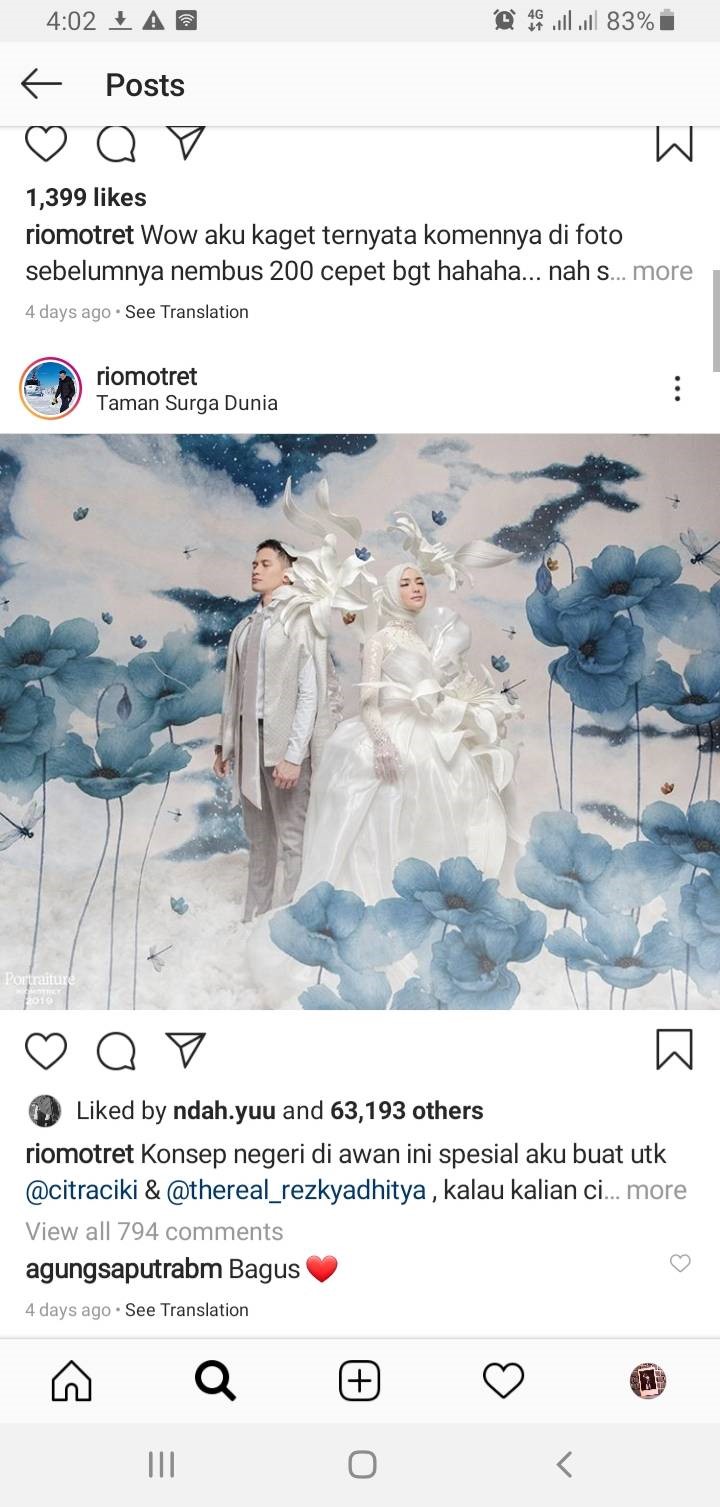 4:02
4G
83%
Posts
1,399 likes
riomotret Wow aku kaget ternyata komennya di foto
sebelumnya nembus 200 cepet bgt hahaha... nah s... more
4 days ago • See Translation
riomotret
Taman Surga Dunia
Portraiture
RIOMOTRET
2019
Liked by ndah.yuu and 63,193 others
riomotret Konsep negeri di awan ini spesial aku buat utk
@citraciki & @thereal_rezkyadhitya , kalau kalian ci... more
View all 794 comments
agungsaputrabm Bagus❤️
4 days ago • See Translation